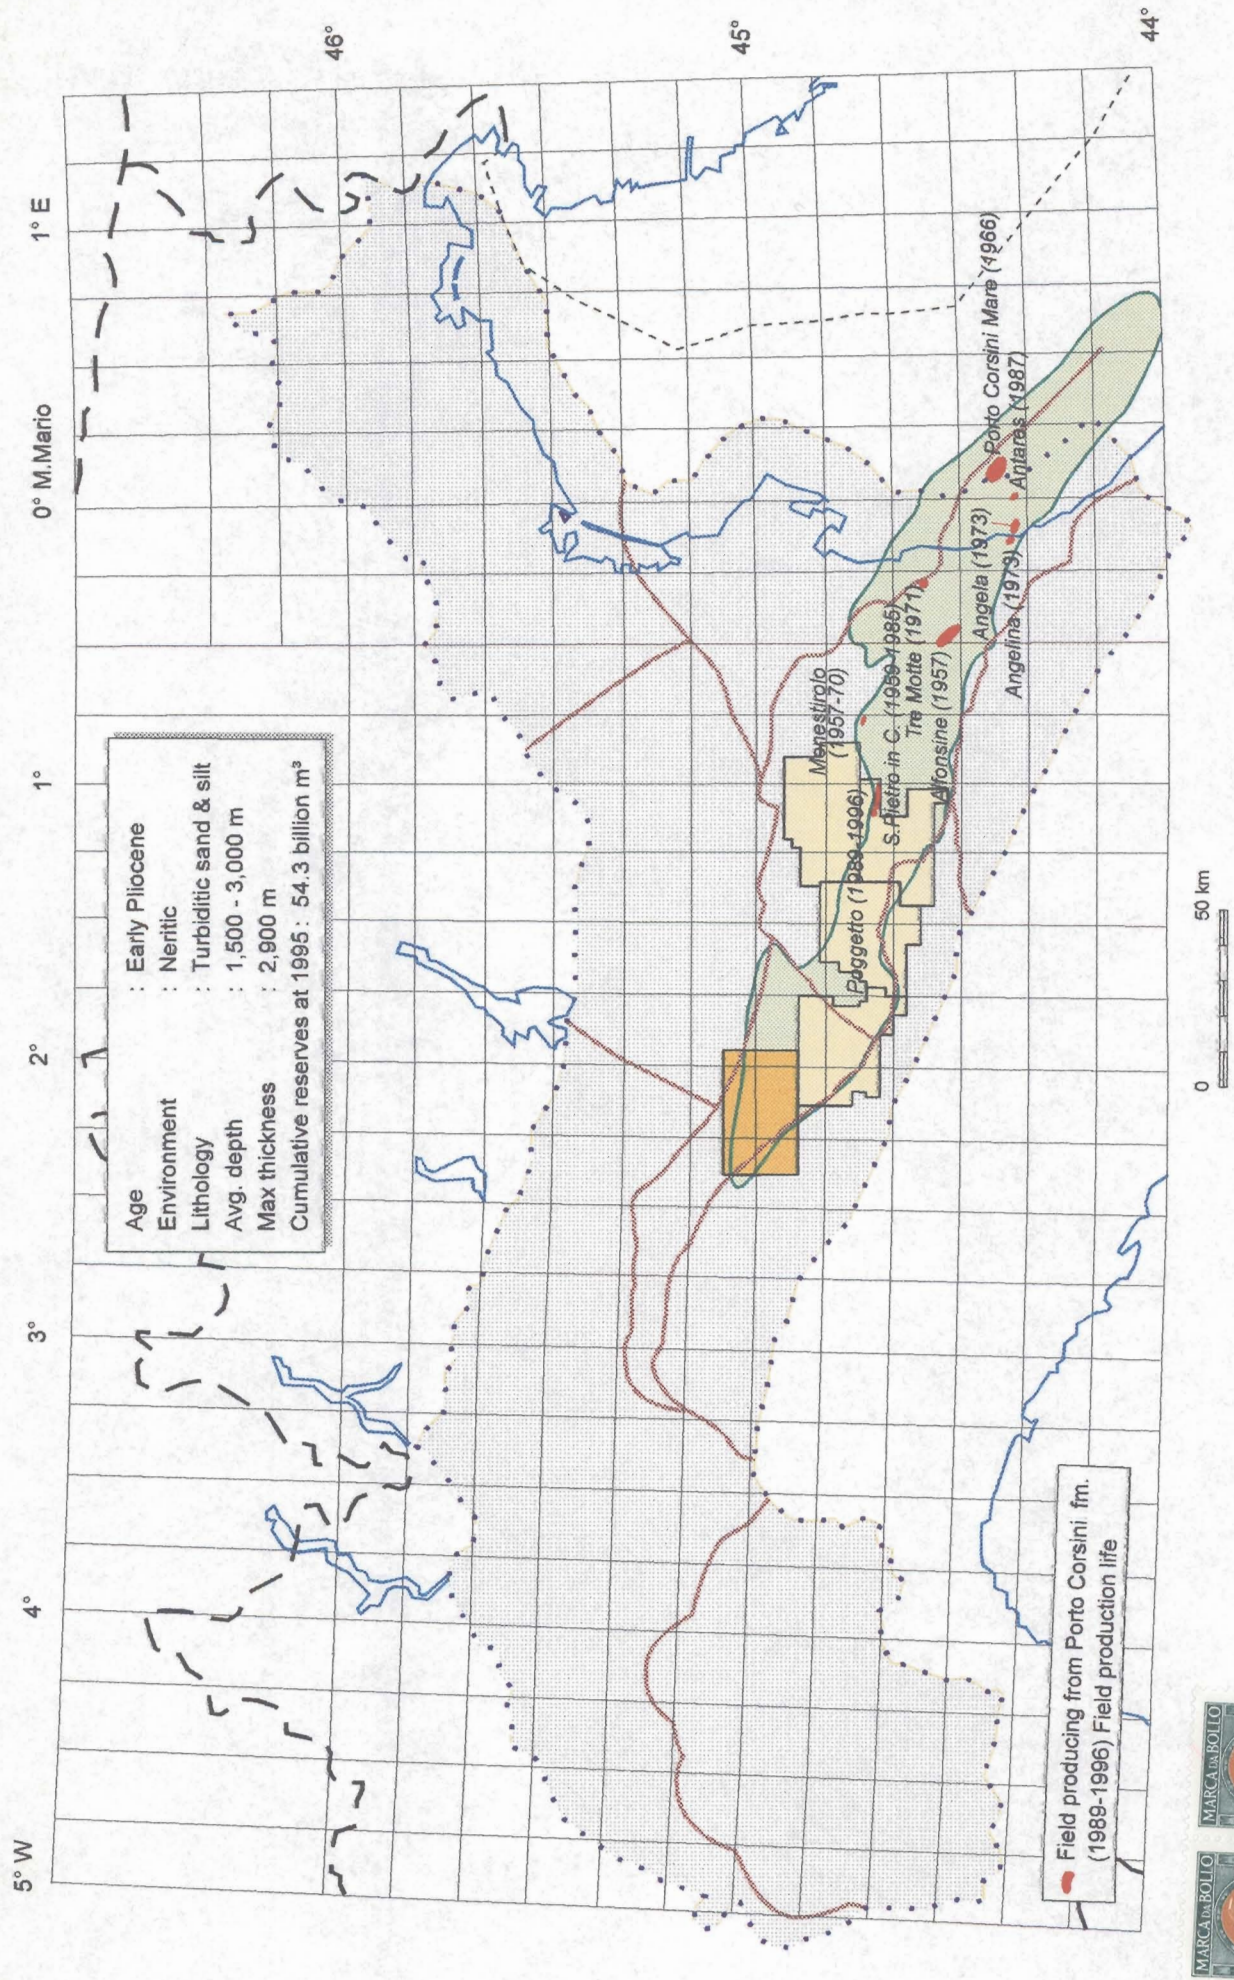 5° W
4°
3°
2°
1°
0° M.Mario
1° E
46°
45°
44°
Age : Early Pliocene
Environment : Neritic
Lithology : Turbiditic sand & silt
Avg. depth : 1,500 - 3,000 m
Max thickness : 2,900 m
Cumulative reserves at 1995 : 54.3 billion m³
Menestirolo
(1957-70)
Poggetto (1989-1996)
S.Pietro in C. (1959-1985)
Tre Motte (1971)
Alfonsine (1957)
Angela (1973)
Angelina (1973)
Porto Corsini Mare (1966)
Antares (1987)
Field producing from Porto Corsini fm.
(1989-1996) Field production life
0 50 km
MARCA DA BOLLO
MARCA DA BOLLO